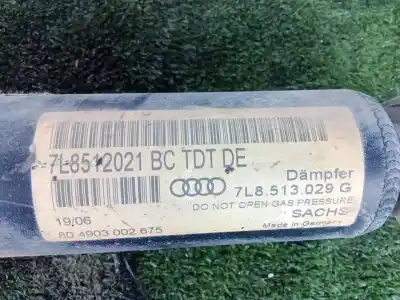 7L8512021 BC TDT DE
Dämpfer
7L8.513.029 G
DO NOT OPEN GAS PRESSURE
SACHS
19/06
Made in Germany
8D 4903 002 675